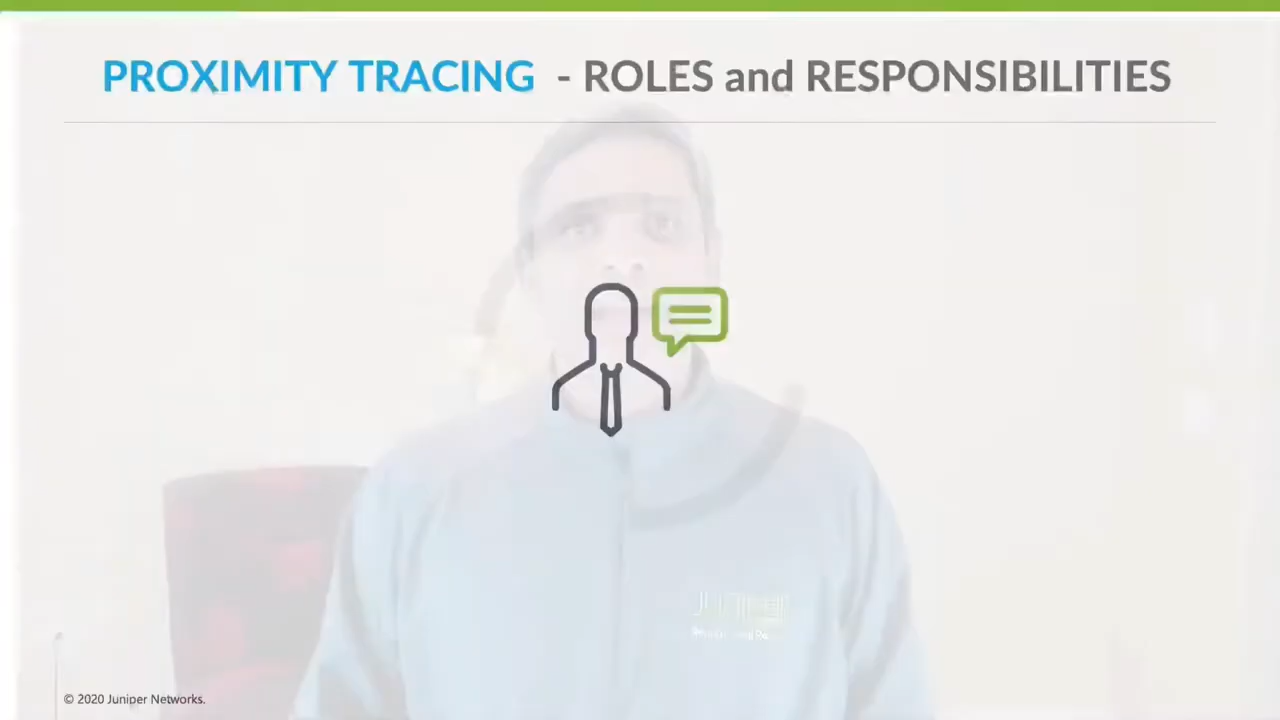 PROXIMITY TRACING - ROLES and RESPONSIBILITIES
© 2020 Juniper Networks.